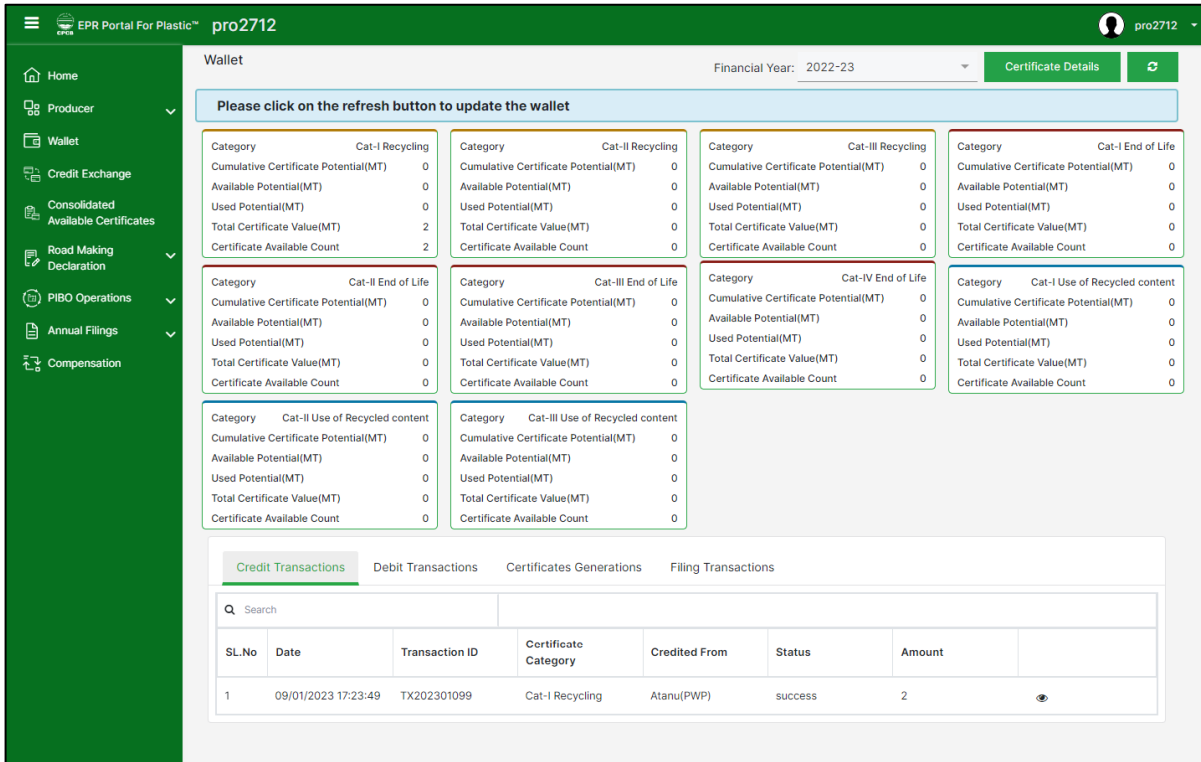 CPCB
EPR Portal For Plastic™ pro2712
pro2712
Home
Producer
Wallet
Credit Exchange
Consolidated
Available Certificates
Road Making
Declaration
PIBO Operations
Annual Filings
Compensation
Wallet
Financial Year: 2022-23
Certificate Details
Please click on the refresh button to update the wallet
Category Cat-I Recycling
Cumulative Certificate Potential(MT) 0
Available Potential(MT) 0
Used Potential(MT) 0
Total Certificate Value(MT) 2
Certificate Available Count 2
Category Cat-II Recycling
Cumulative Certificate Potential(MT) 0
Available Potential(MT) 0
Used Potential(MT) 0
Total Certificate Value(MT) 0
Certificate Available Count 0
Category Cat-III Recycling
Cumulative Certificate Potential(MT) 0
Available Potential(MT) 0
Used Potential(MT) 0
Total Certificate Value(MT) 0
Certificate Available Count 0
Category Cat-I End of Life
Cumulative Certificate Potential(MT) 0
Available Potential(MT) 0
Used Potential(MT) 0
Total Certificate Value(MT) 0
Certificate Available Count 0
Category Cat-II End of Life
Cumulative Certificate Potential(MT) 0
Available Potential(MT) 0
Used Potential(MT) 0
Total Certificate Value(MT) 0
Certificate Available Count 0
Category Cat-III End of Life
Cumulative Certificate Potential(MT) 0
Available Potential(MT) 0
Used Potential(MT) 0
Total Certificate Value(MT) 0
Certificate Available Count 0
Category Cat-IV End of Life
Cumulative Certificate Potential(MT) 0
Available Potential(MT) 0
Used Potential(MT) 0
Total Certificate Value(MT) 0
Certificate Available Count 0
Category Cat-I Use of Recycled content
Cumulative Certificate Potential(MT) 0
Available Potential(MT) 0
Used Potential(MT) 0
Total Certificate Value(MT) 0
Certificate Available Count 0
Category Cat-II Use of Recycled content
Cumulative Certificate Potential(MT) 0
Available Potential(MT) 0
Used Potential(MT) 0
Total Certificate Value(MT) 0
Certificate Available Count 0
Category Cat-III Use of Recycled content
Cumulative Certificate Potential(MT) 0
Available Potential(MT) 0
Used Potential(MT) 0
Total Certificate Value(MT) 0
Certificate Available Count 0
Credit Transactions Debit Transactions Certificates Generations Filing Transactions
Search
SL.No Date Transaction ID Certificate Category Credited From Status Amount
1 09/01/2023 17:23:49 TX202301099 Cat-I Recycling Atanu(PWP) success 2